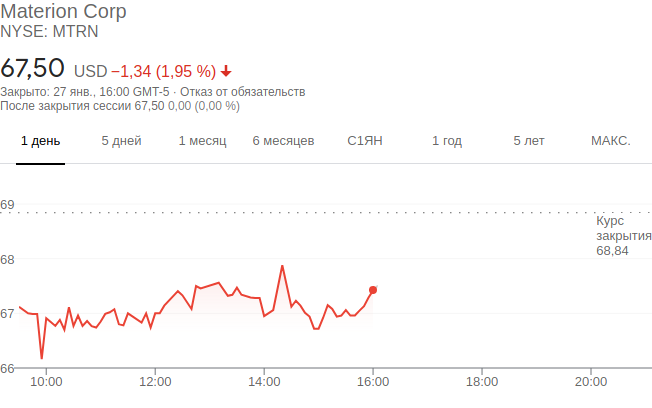 Materion Corp
NYSE: MTRN
67,50 USD −1,34 (1,95 %)
Закрыто: 27 янв., 16:00 GMT-5 · Отказ от обязательств
После закрытия сессии 67,50 0,00 (0,00 %)
1 день 5 дней 1 месяц 6 месяцев С1ЯН 1 год 5 лет МАКС.
69
Курс
закрытия
68,84
68
67
66
10:00 12:00 14:00 16:00 18:00 20:00